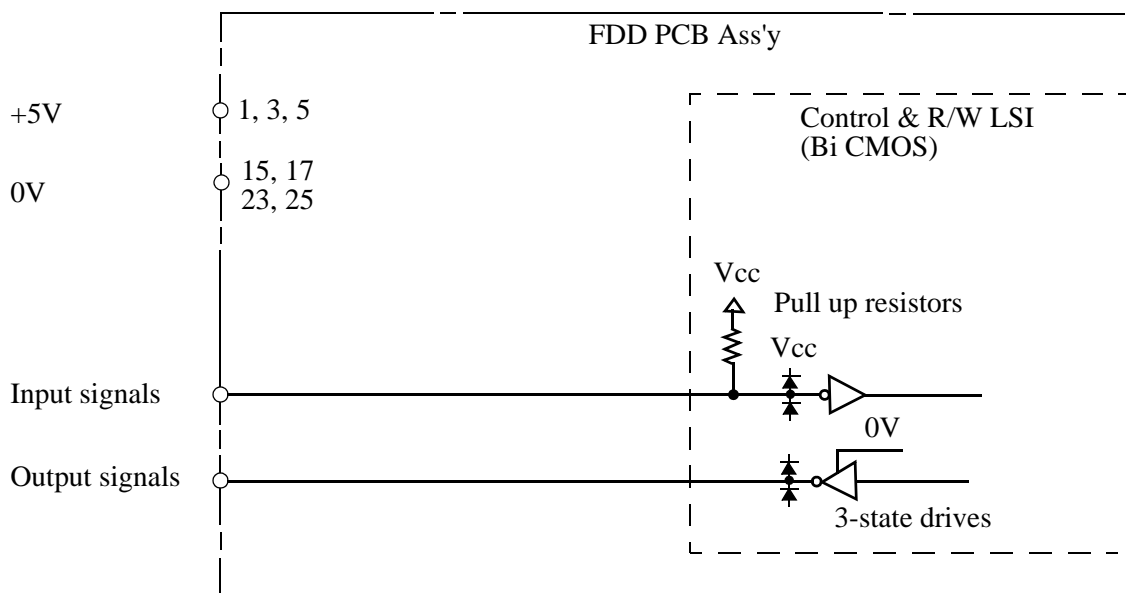 FDD PCB Ass'y
+5V
1, 3, 5
Control & R/W LSI
(Bi CMOS)
0V
15, 17
23, 25
Vcc
Pull up resistors
Vcc
Input signals
0V
Output signals
3-state drives